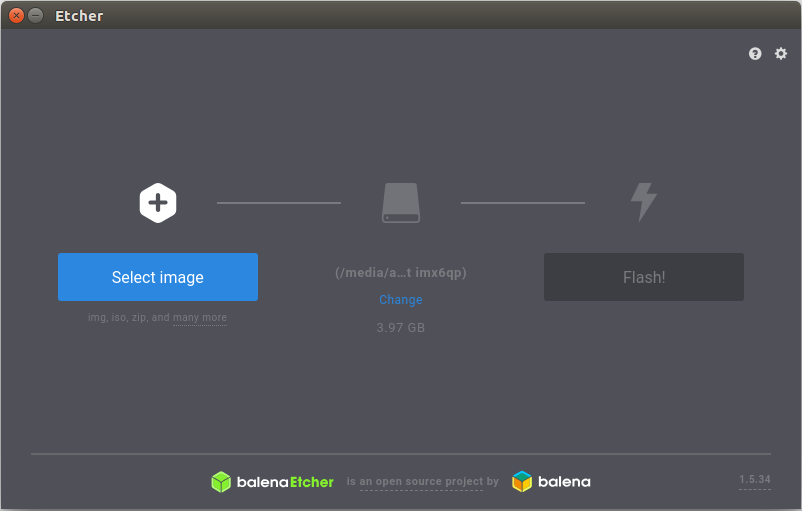 Etcher
Select image
img, iso, zip, and many more
(/media/a...t imx6qp)
Change
3.97 GB
Flash!
balenaEtcher is an open source project by balena
1.5.34